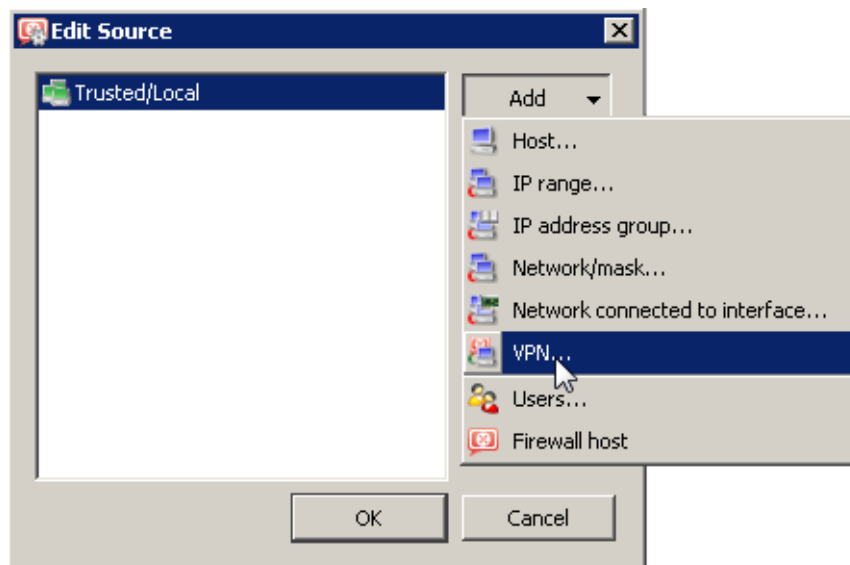 Edit Source
Trusted/Local
Add
Host...
IP range...
IP address group...
Network/mask...
Network connected to interface...
VPN...
Users...
Firewall host
OK
Cancel